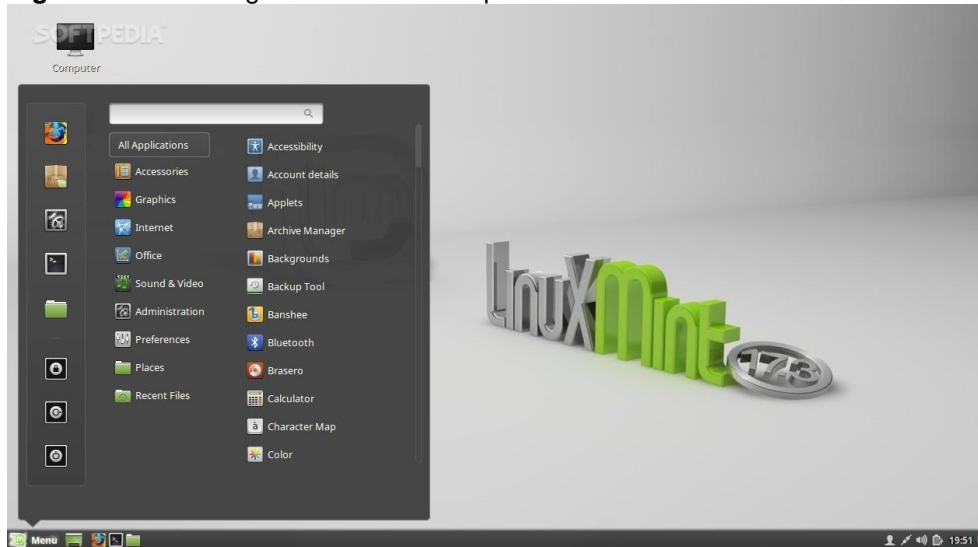 SOFTPEDIA
Computer
All Applications
Accessories
Graphics
Internet
Office
Sound & Video
Administration
Preferences
Places
Recent Files
Accessibility
Account details
Applets
Archive Manager
Backgrounds
Backup Tool
Banshee
Bluetooth
Brasero
Calculator
Character Map
Color
LinuxMint
17.3
Menu
19:51